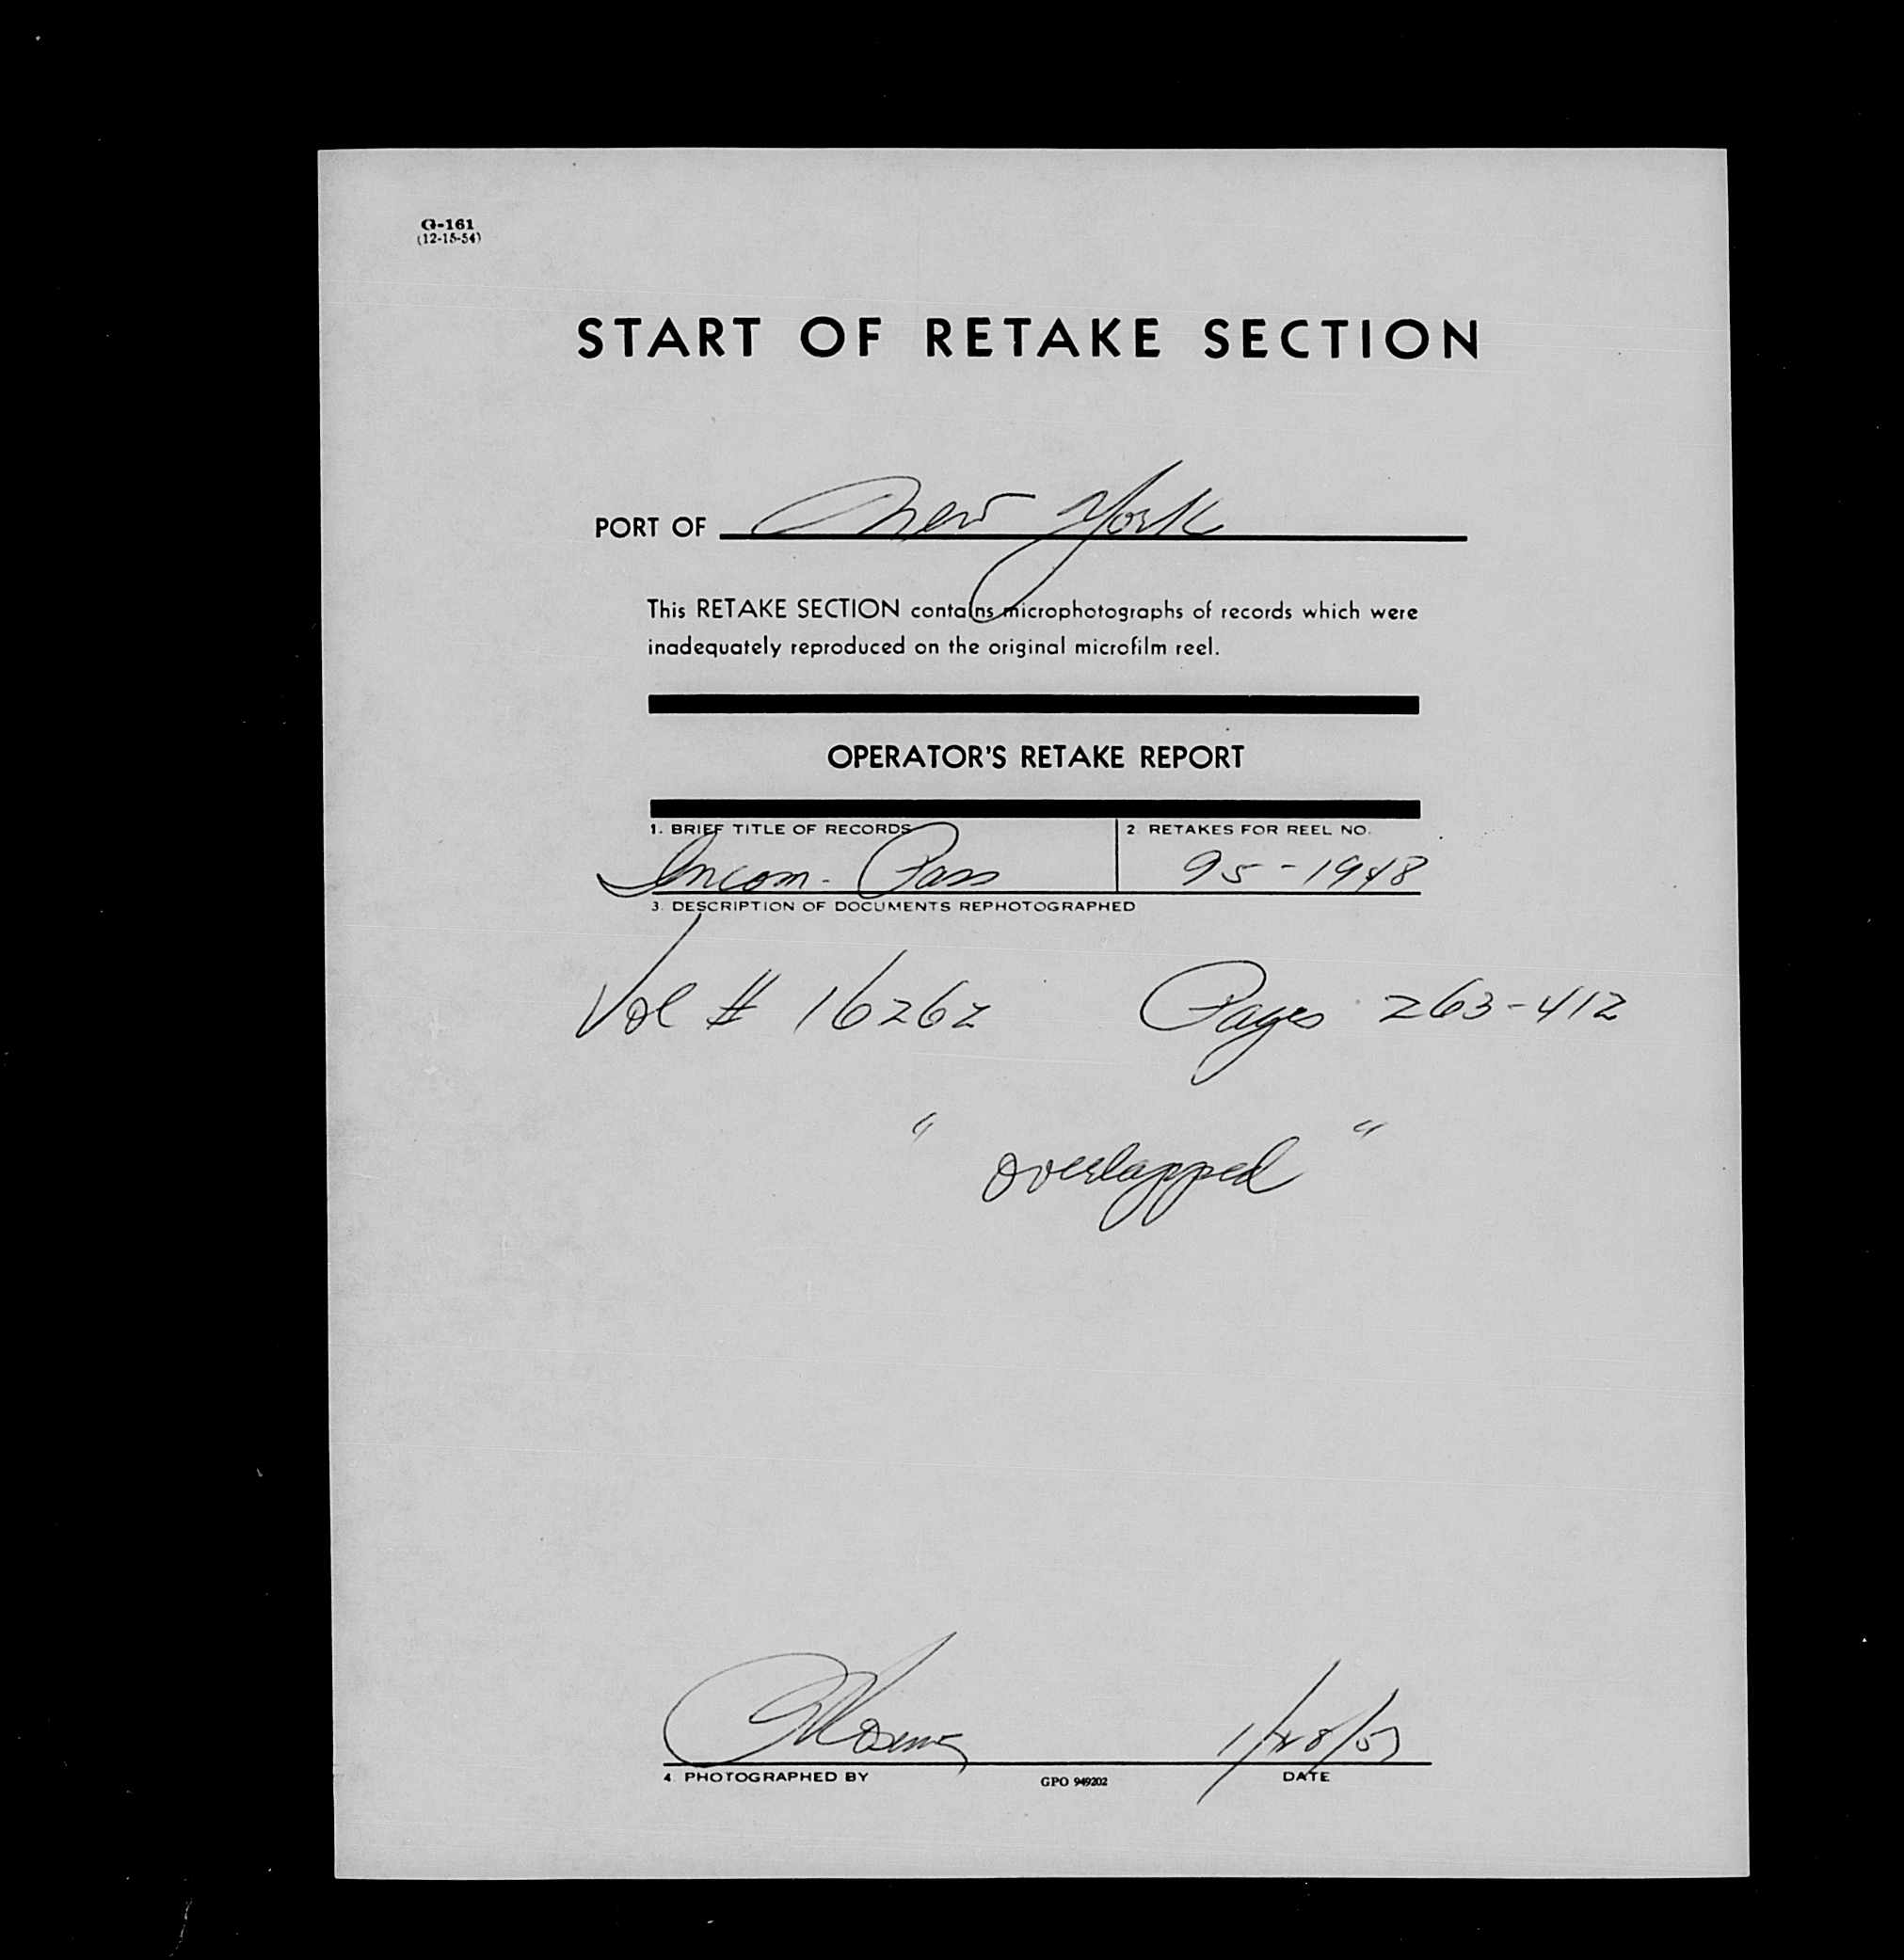 G-161
(12-15-54)
START OF RETAKE SECTION
PORT OF New York
This RETAKE SECTION contains microphotographs of records which were
inadequately reproduced on the original microfilm reel.
OPERATOR'S RETAKE REPORT
1. BRIEF TITLE OF RECORDS 2. RETAKES FOR REEL NO.
Incom. Pass 95-1948
3. DESCRIPTION OF DOCUMENTS REPHOTOGRAPHED
Vol # 16262 Pages 263-412
" overlapped "
4. PHOTOGRAPHED BY GPO 949202 DATE